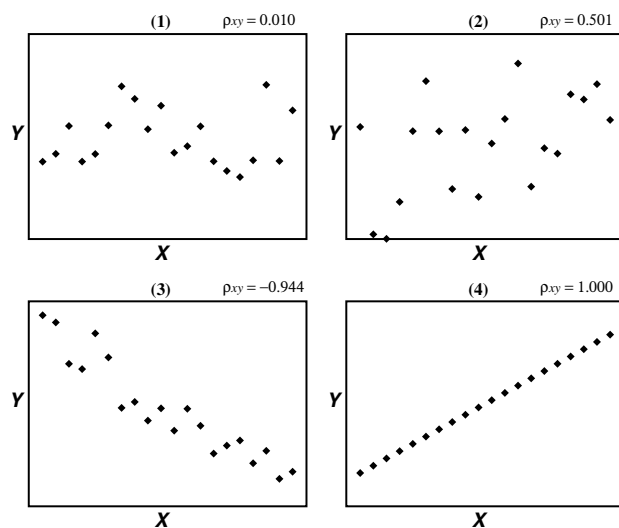 (1) ρxy = 0.010
(2) ρxy = 0.501
Y
Y
X
X
(3) ρxy = −0.944
(4) ρxy = 1.000
Y
Y
X
X